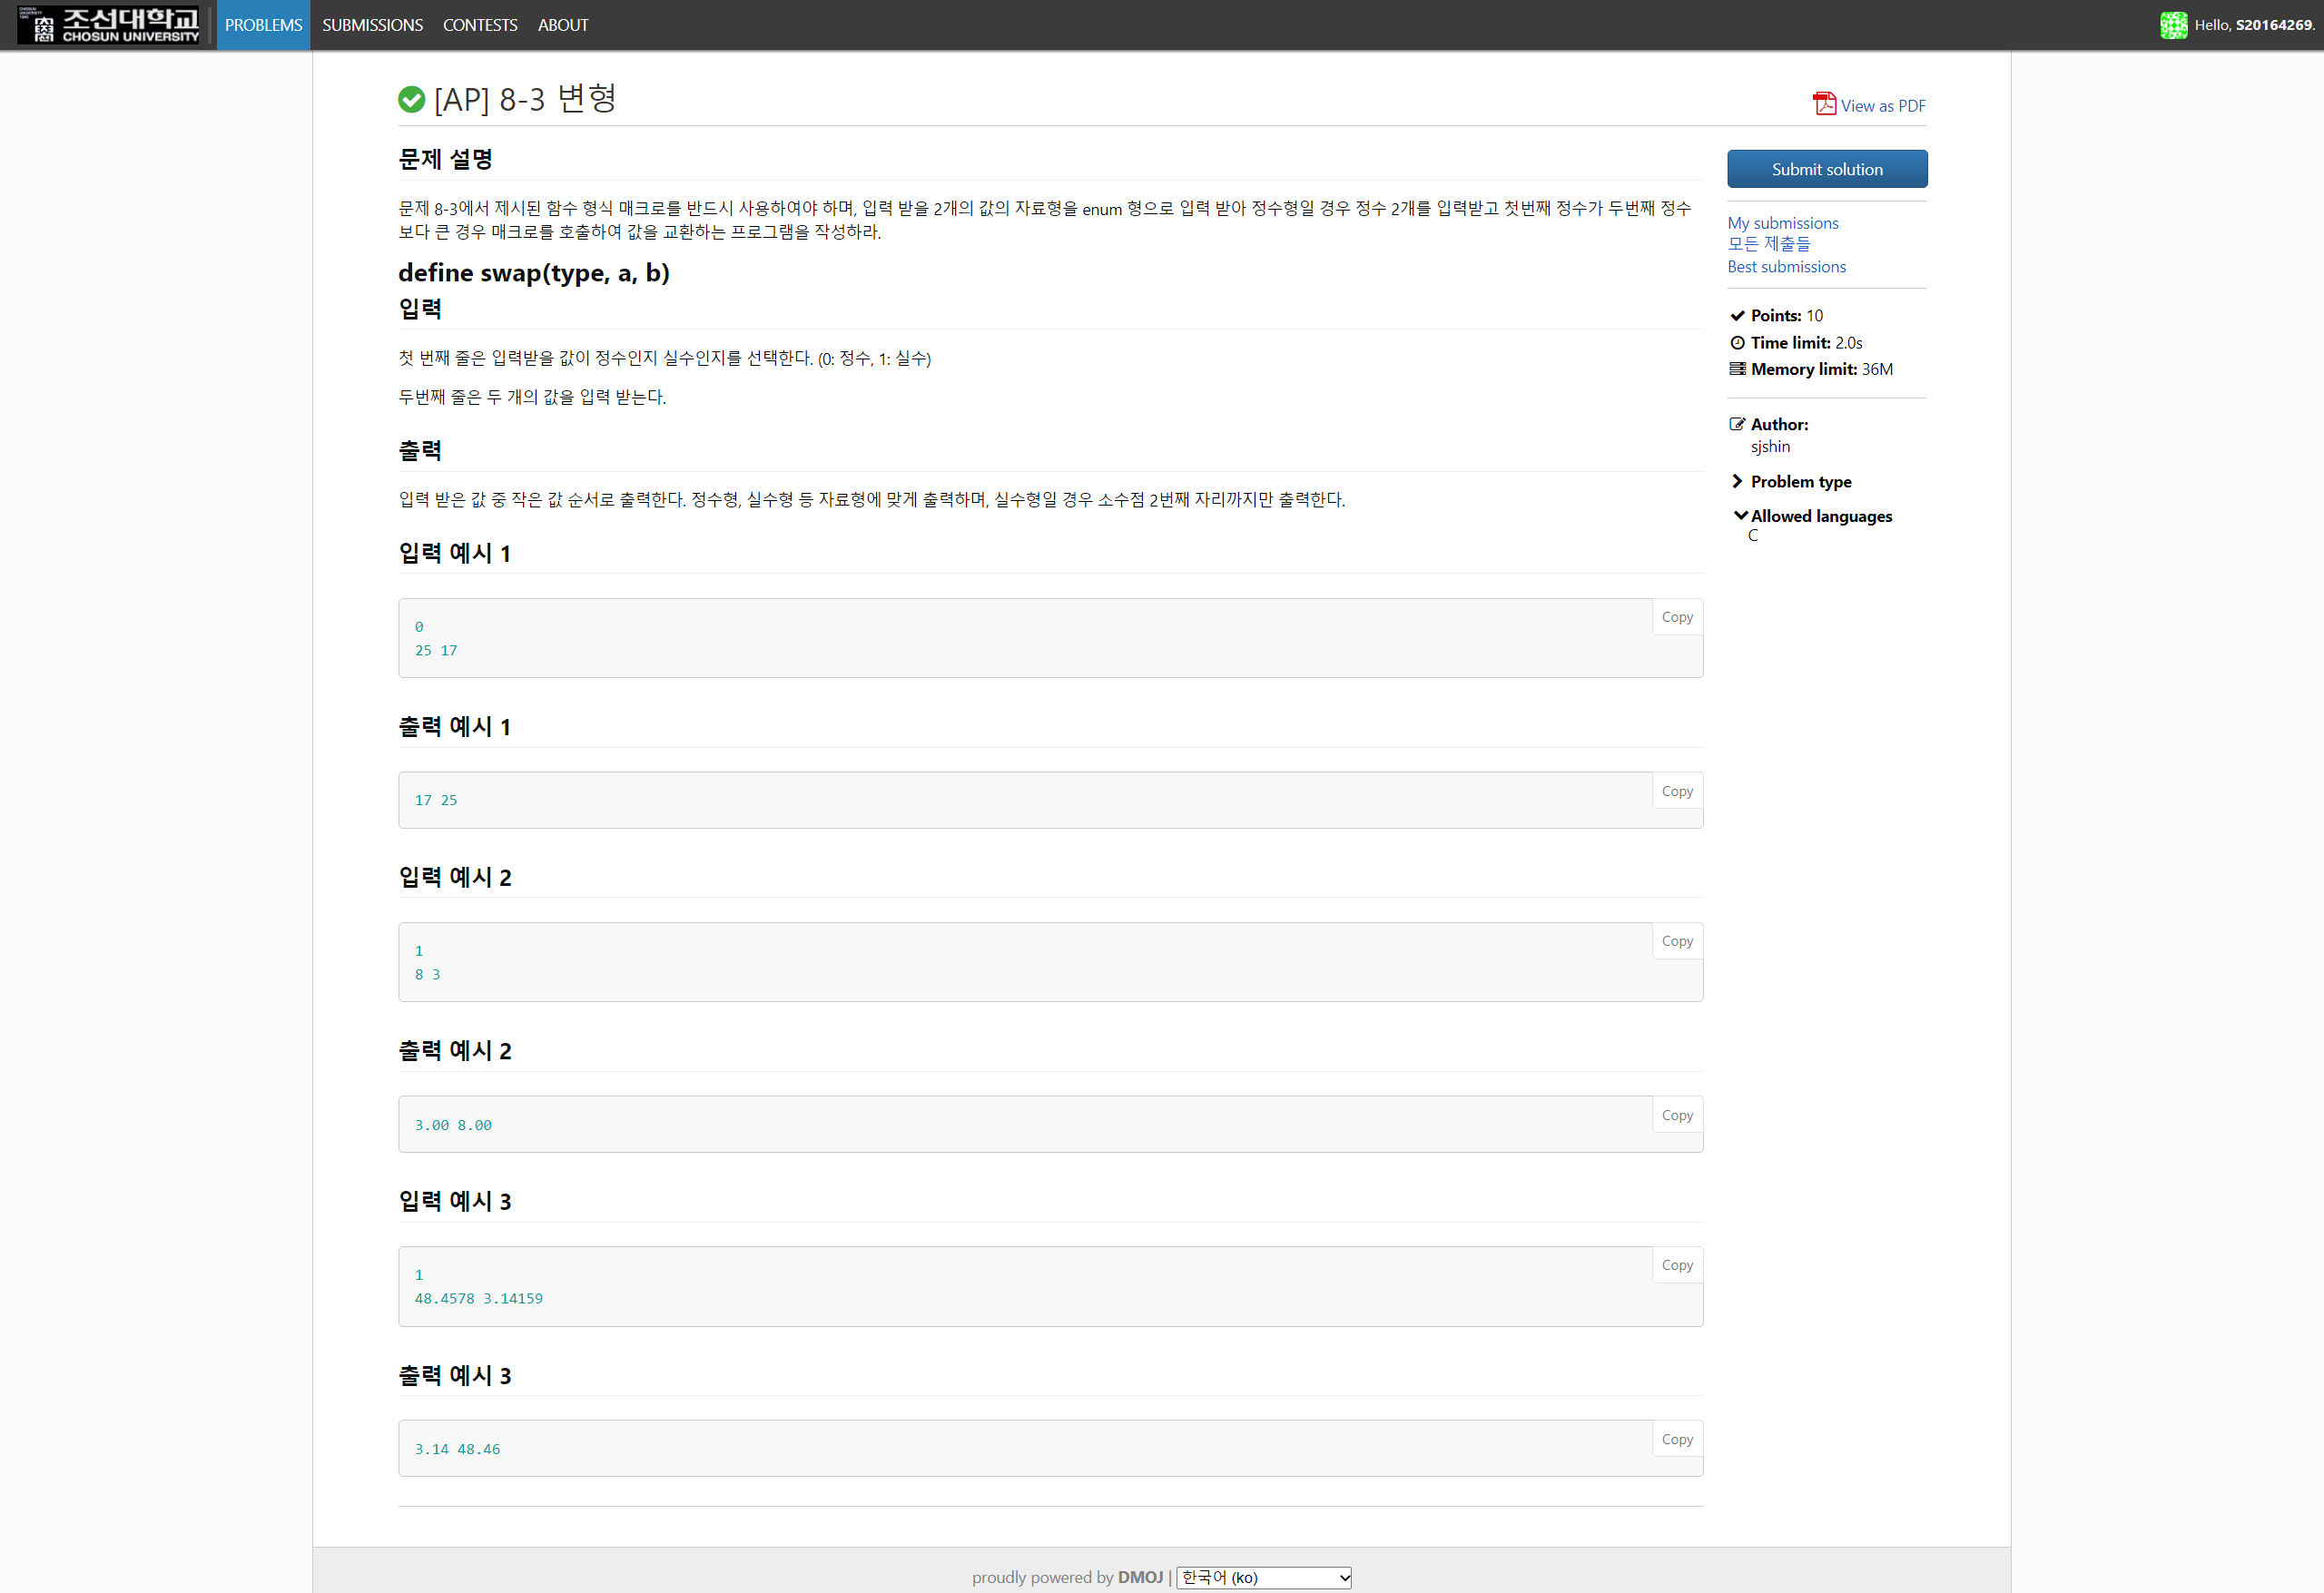 조선대학교
CHOSUN UNIVERSITY
PROBLEMS SUBMISSIONS CONTESTS ABOUT
Hello, S20164269.
[AP] 8-3 변형
View as PDF
문제 설명
문제 8-3에서 제시된 함수 형식 매크로를 반드시 사용하여야 하며, 입력 받을 2개의 값의 자료형을 enum 형으로 입력 받아 정수형일 경우 정수 2개를 입력받고 첫번째 정수가 두번째 정수
보다 큰 경우 매크로를 호출하여 값을 교환하는 프로그램을 작성하라.
define swap(type, a, b)
입력
첫 번째 줄은 입력받을 값이 정수인지 실수인지를 선택한다. (0: 정수, 1: 실수)
두번째 줄은 두 개의 값을 입력 받는다.
출력
입력 받은 값 중 작은 값 순서로 출력한다. 정수형, 실수형 등 자료형에 맞게 출력하며, 실수형일 경우 소수점 2번째 자리까지만 출력한다.
입력 예시 1
Copy
0
25 17
출력 예시 1
Copy
17 25
입력 예시 2
Copy
1
8 3
출력 예시 2
Copy
3.00 8.00
입력 예시 3
Copy
1
48.4578 3.14159
출력 예시 3
Copy
3.14 48.46
Submit solution
My submissions
모든 제출들
Best submissions
Points: 10
Time limit: 2.0s
Memory limit: 36M
Author:
sjshin
Problem type
Allowed languages
C
proudly powered by DMOJ | 한국어 (ko)